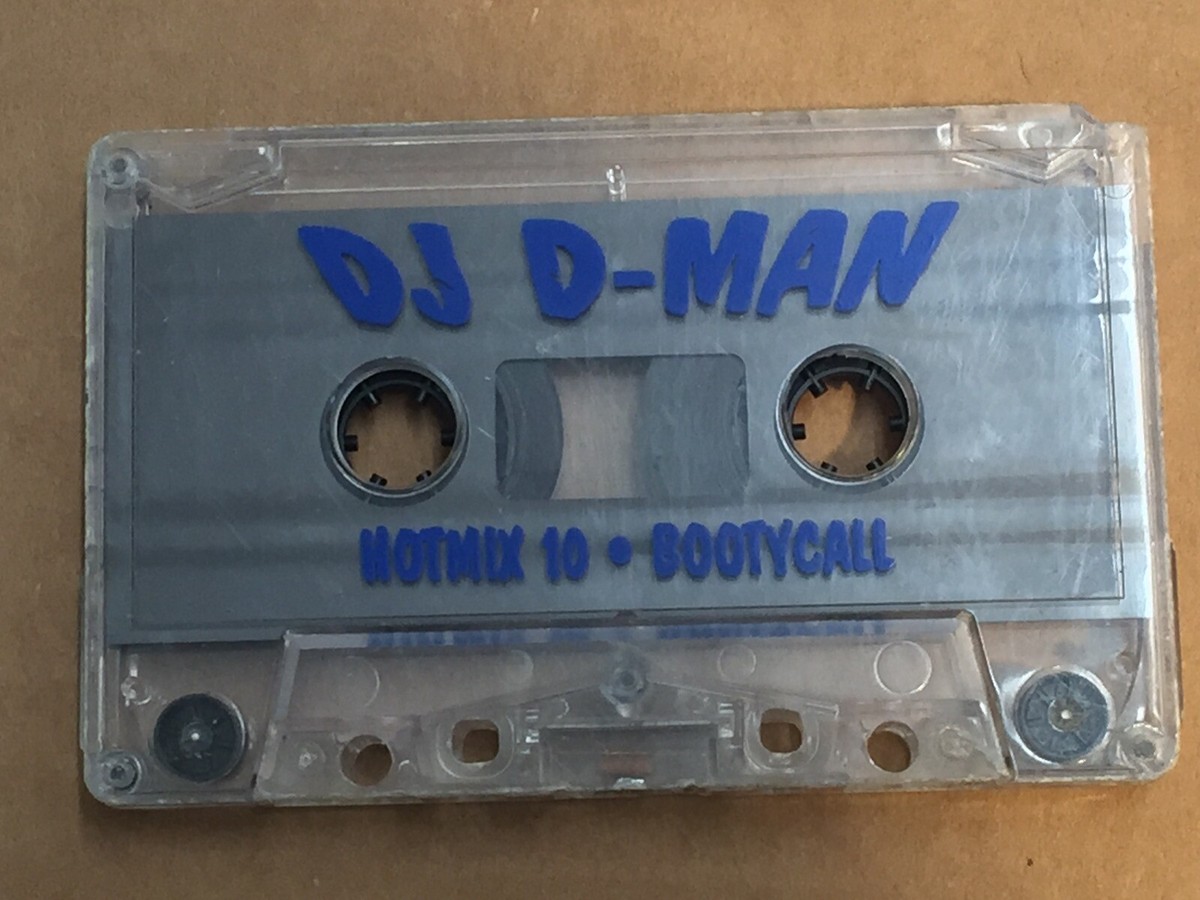 DJ D-MAN
HOTMIX 10 • BOOTYCALL